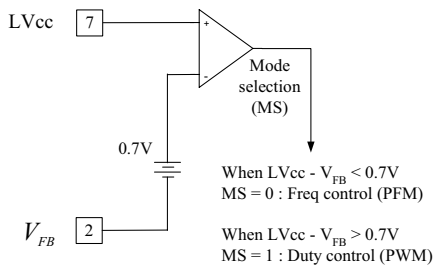 LVcc 7
+
-
Mode
selection
(MS)
0.7V
When LVcc - V_FB < 0.7V
MS = 0 : Freq control (PFM)
V_FB 2
When LVcc - V_FB > 0.7V
MS = 1 : Duty control (PWM)